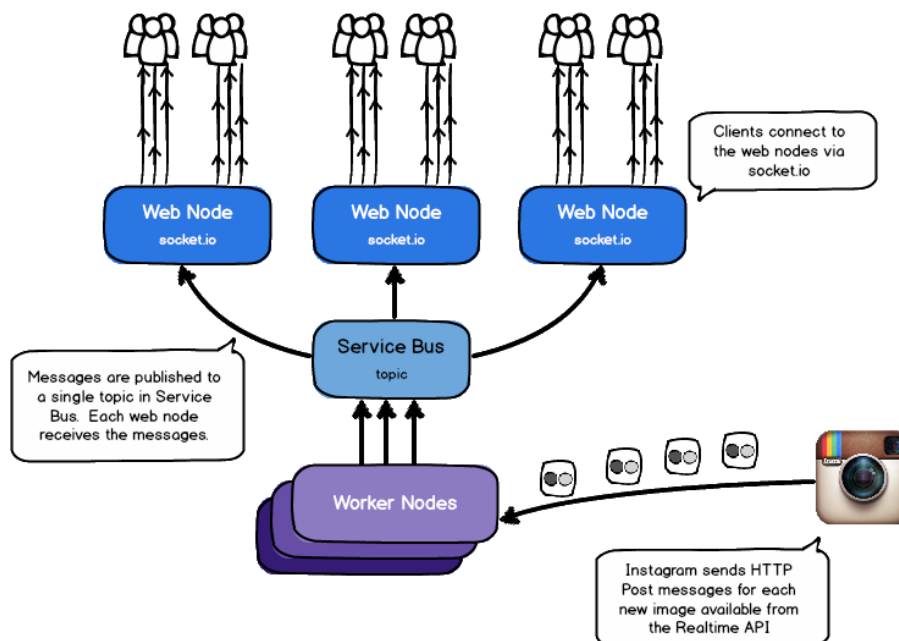 Clients connect to
the web nodes via
socket.io
Web Node
socket.io
Web Node
socket.io
Web Node
socket.io
Service Bus
topic
Messages are published to
a single topic in Service
Bus. Each web node
receives the messages.
Worker Nodes
Instagram sends HTTP
Post messages for each
new image available from
the Realtime API